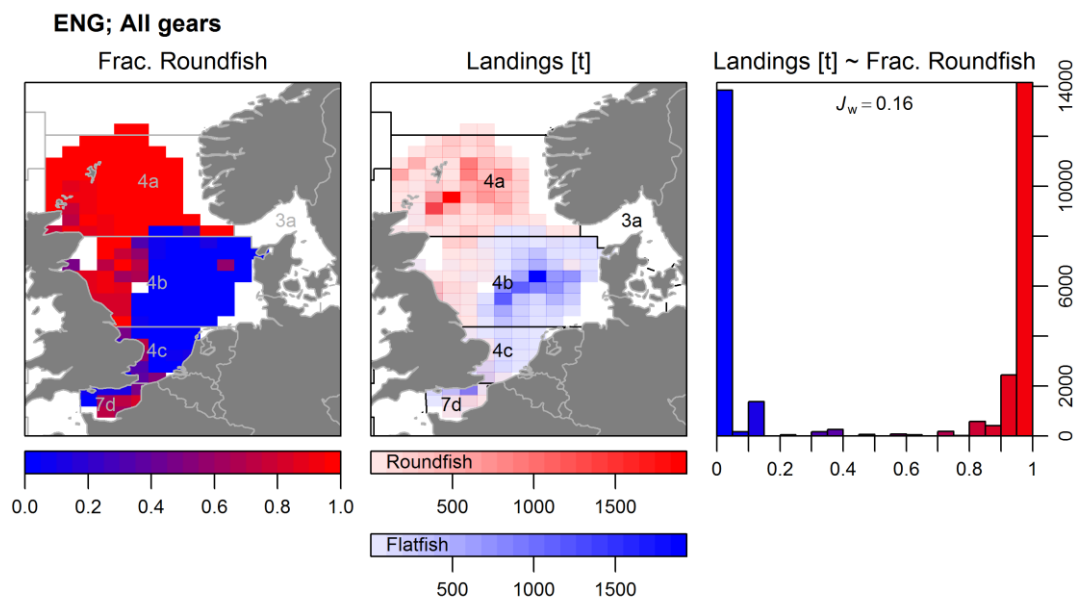 ENG; All gears
Frac. Roundfish
Landings [t]
Landings [t] ~ Frac. Roundfish
4a
4b
4c
7d
3a
4a
3a
4b
4c
7d
J_w = 0.16
0
2000
6000
10000
14000
0 0.2 0.4 0.6 0.8 1
0.0 0.2 0.4 0.6 0.8 1.0
Roundfish
500 1000 1500
Flatfish
500 1000 1500